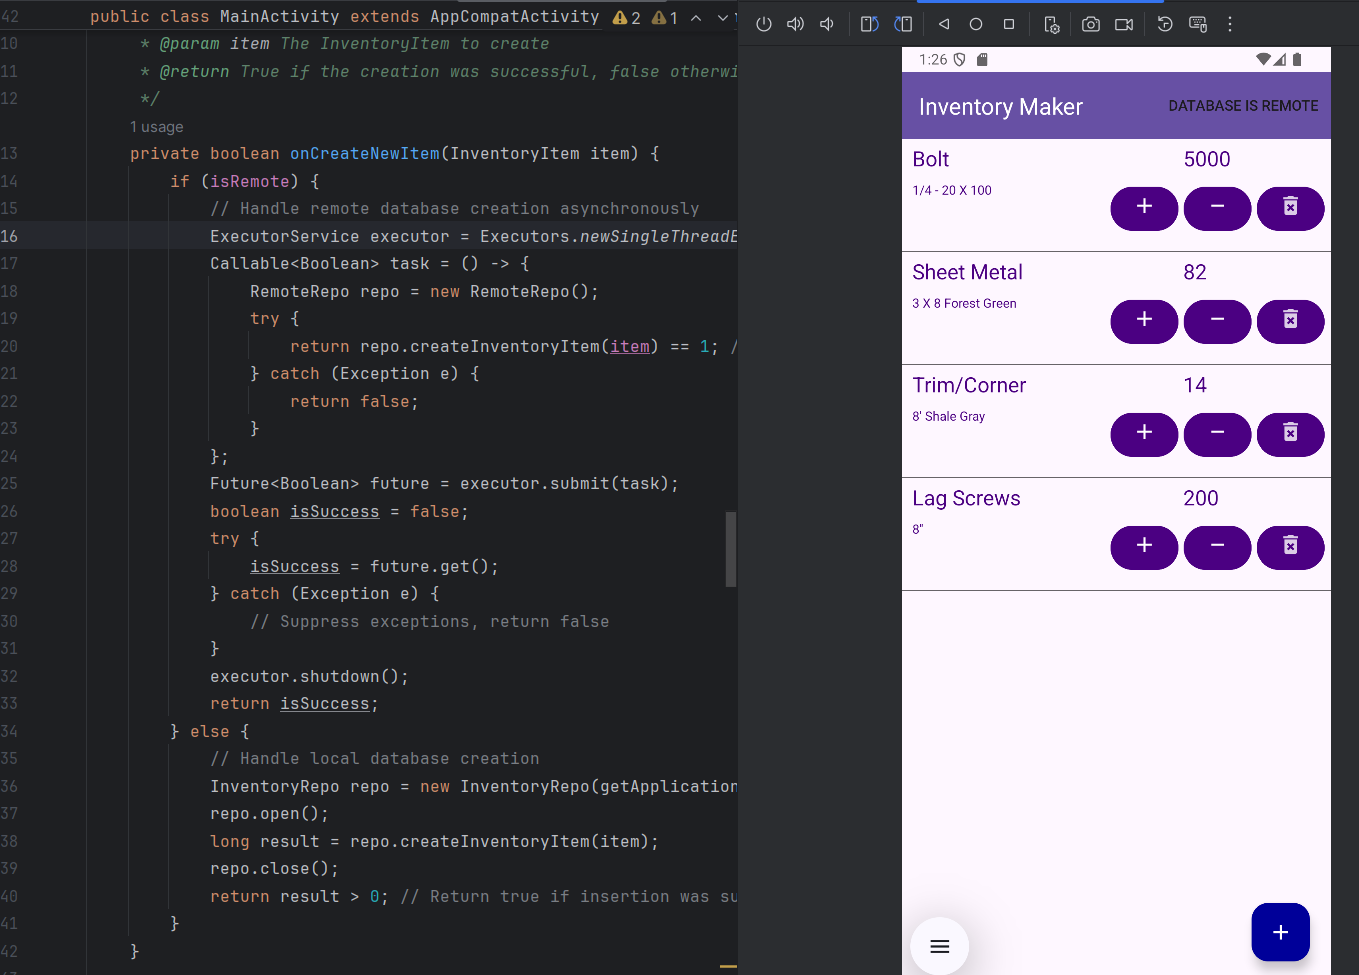 42 public class MainActivity extends AppCompatActivity 2 1
10 * @param item The InventoryItem to create
11 * @return True if the creation was successful, false otherwi
12 */
1 usage
13 private boolean onCreateNewItem(InventoryItem item) {
14 if (isRemote) {
15 // Handle remote database creation asynchronously
16 ExecutorService executor = Executors.newSingleThreadE
17 Callable<Boolean> task = () -> {
18 RemoteRepo repo = new RemoteRepo();
19 try {
20 return repo.createInventoryItem(item) == 1; /
21 } catch (Exception e) {
22 return false;
23 }
24 };
25 Future<Boolean> future = executor.submit(task);
26 boolean isSuccess = false;
27 try {
28 isSuccess = future.get();
29 } catch (Exception e) {
30 // Suppress exceptions, return false
31 }
32 executor.shutdown();
33 return isSuccess;
34 } else {
35 // Handle local database creation
36 InventoryRepo repo = new InventoryRepo(getApplication
37 repo.open();
38 long result = repo.createInventoryItem(item);
39 repo.close();
40 return result > 0; // Return true if insertion was su
41 }
42 }
1:26
Inventory Maker DATABASE IS REMOTE
Bolt 5000
1/4 - 20 X 100
+ −
Sheet Metal 82
3 X 8 Forest Green
+ −
Trim/Corner 14
8' Shale Gray
+ −
Lag Screws 200
8"
+ −
+